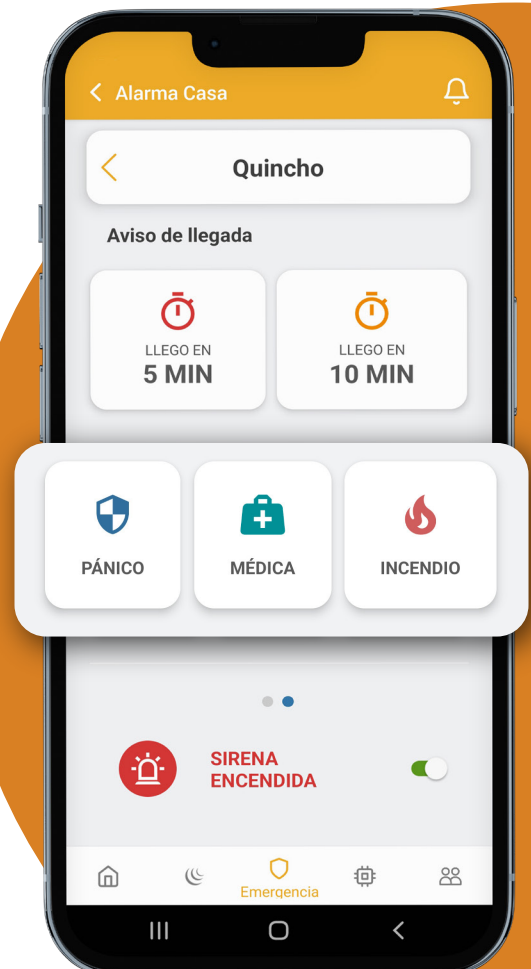 Alarma Casa
Quincho
Aviso de llegada
LLEGO EN
5 MIN
LLEGO EN
10 MIN
PÁNICO
MÉDICA
INCENDIO
SIRENA
ENCENDIDA
Emergencia